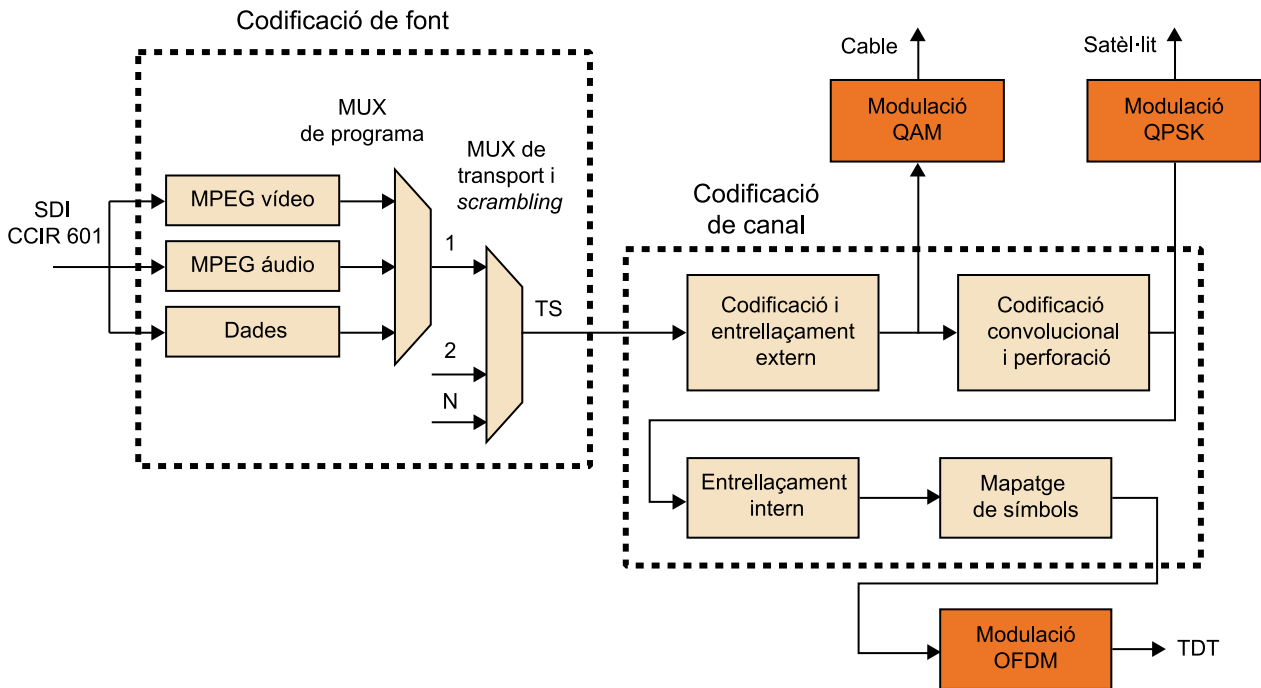 Codificació de font
Cable
Satèl·lit
Modulació
QAM
Modulació
QPSK
MUX
de programa
MUX de
transport i
scrambling
Codificació
de canal
SDI
CCIR 601
MPEG vídeo
MPEG áudio
Dades
1
2
N
TS
Codificació i
entrellaçament
extern
Codificació
convolucional
i perforació
Entrellaçament
intern
Mapatge
de símbols
Modulació
OFDM
TDT